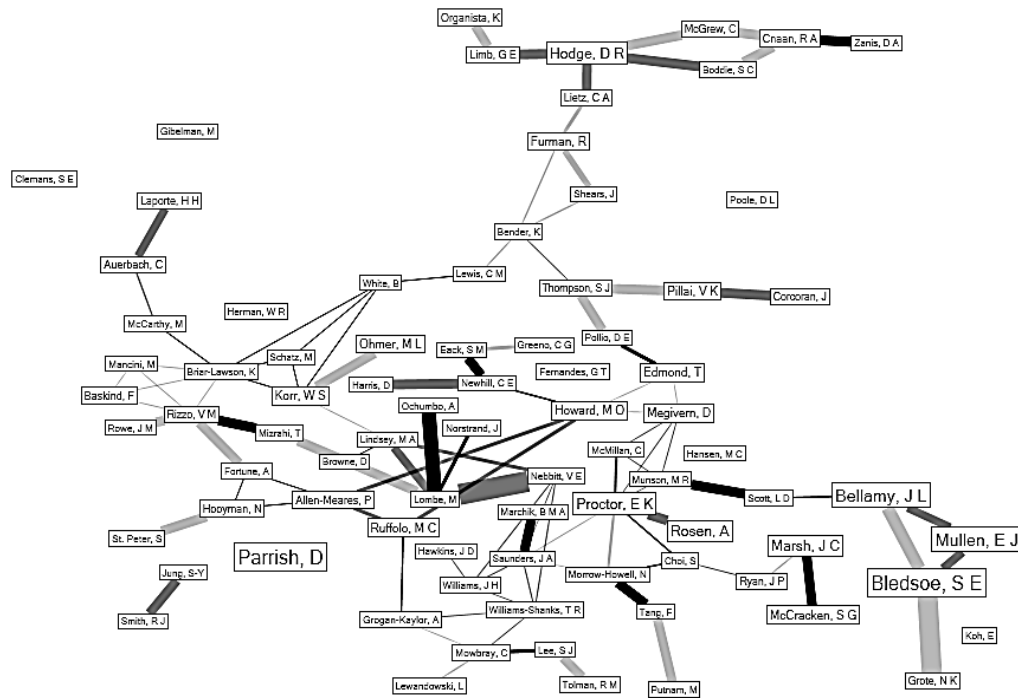 Organista, K
McGrew, C
Cnaan, R A
Zanis, D A
Limb, G E
Hodge, D R
Boddie, S C
Lietz, C A
Gibelman, M
Furman, R
Clemans, S E
Laporte, H H
Shears, J
Poole, D L
Bender, K
Auerbach, C
Lewis, C M
White, B
Thompson, S J
Pillai, V K
Corcoran, J
Herman, W R
McCarthy, M
Pollio, D E
Ohmer, M L
Eack, S M
Greeno, C G
Schatz, M
Mancini, M
Briar-Lawson, K
Fernandes, G T
Edmond, T
Harris, D
Newhill, C E
Baskind, F
Korr, W S
Ochumbo, A
Howard, M O
Megivern, D
Rizzo, V M
Rowe, J M
Mizrahi, T
Norstrand, J
Lindsey, M A
McMillan, C
Hansen, M C
Browne, D
Fortune, A
Nebbitt, V E
Munson, M R
Allen-Meares, P
Lombe, M
Scott, L D
Bellamy, J L
Hooyman, N
Marchik, B M A
Proctor, E K
Ruffolo, M C
Rosen, A
St. Peter, S
Mullen, E J
Marsh, J C
Parrish, D
Hawkins, J D
Saunders, J A
Choi, S
Jung, S-Y
Morrow-Howell, N
Ryan, J P
Bledsoe, S E
Williams, J H
Williams-Shanks, T R
Tang, F
McCracken, S G
Smith, R J
Grogan-Kaylor, A
Koh, E
Mowbray, C
Lee, S J
Grote, N K
Lewandowski, L
Tolman, R M
Putnam, M